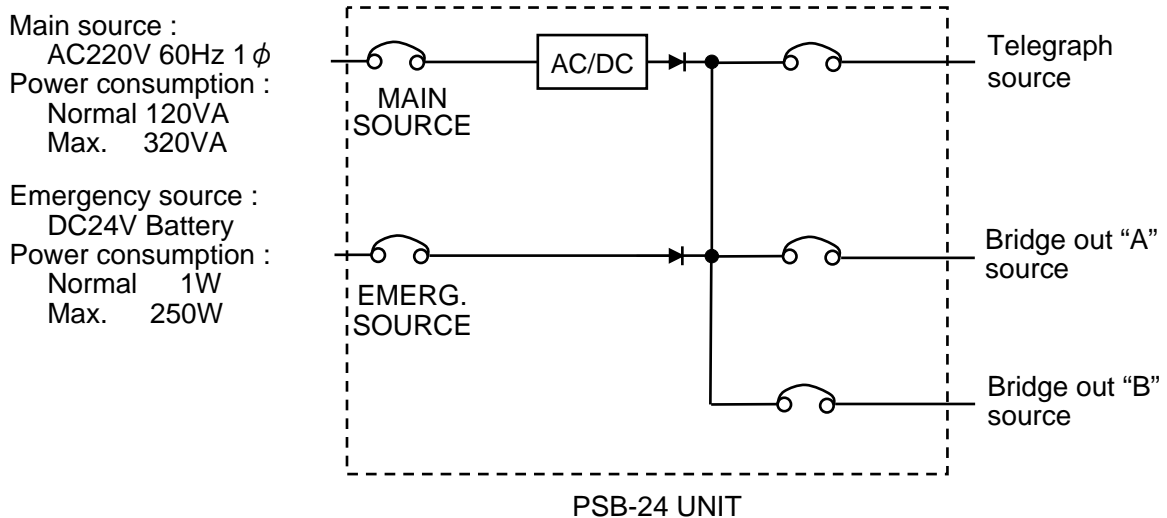 Main source :
AC220V 60Hz 1ϕ
Power consumption :
Normal 120VA
Max. 320VA
Emergency source :
DC24V Battery
Power consumption :
Normal 1W
Max. 250W
MAIN
SOURCE
AC/DC
EMERG.
SOURCE
Telegraph
source
Bridge out “A”
source
Bridge out “B”
source
PSB-24 UNIT